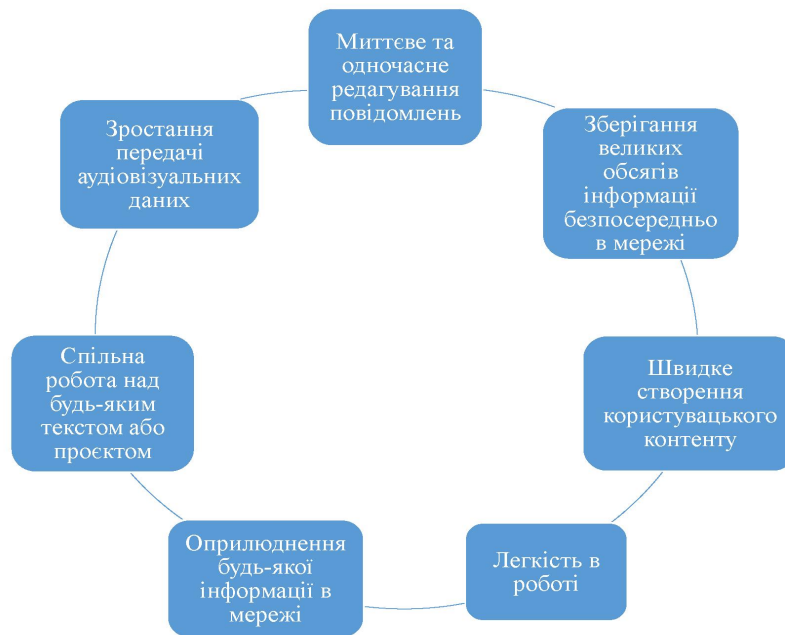 Миттєве та
одночасне
редагування
повідомлень
Зберігання
великих
обсягів
інформації
безпосередньо
в мережі
Швидке
створення
користувацького
контенту
Легкість в
роботі
Оприлюднення
будь-якої
інформації в
мережі
Спільна
робота над
будь-яким
текстом або
проєктом
Зростання
передачі
аудіовізуальних
даних